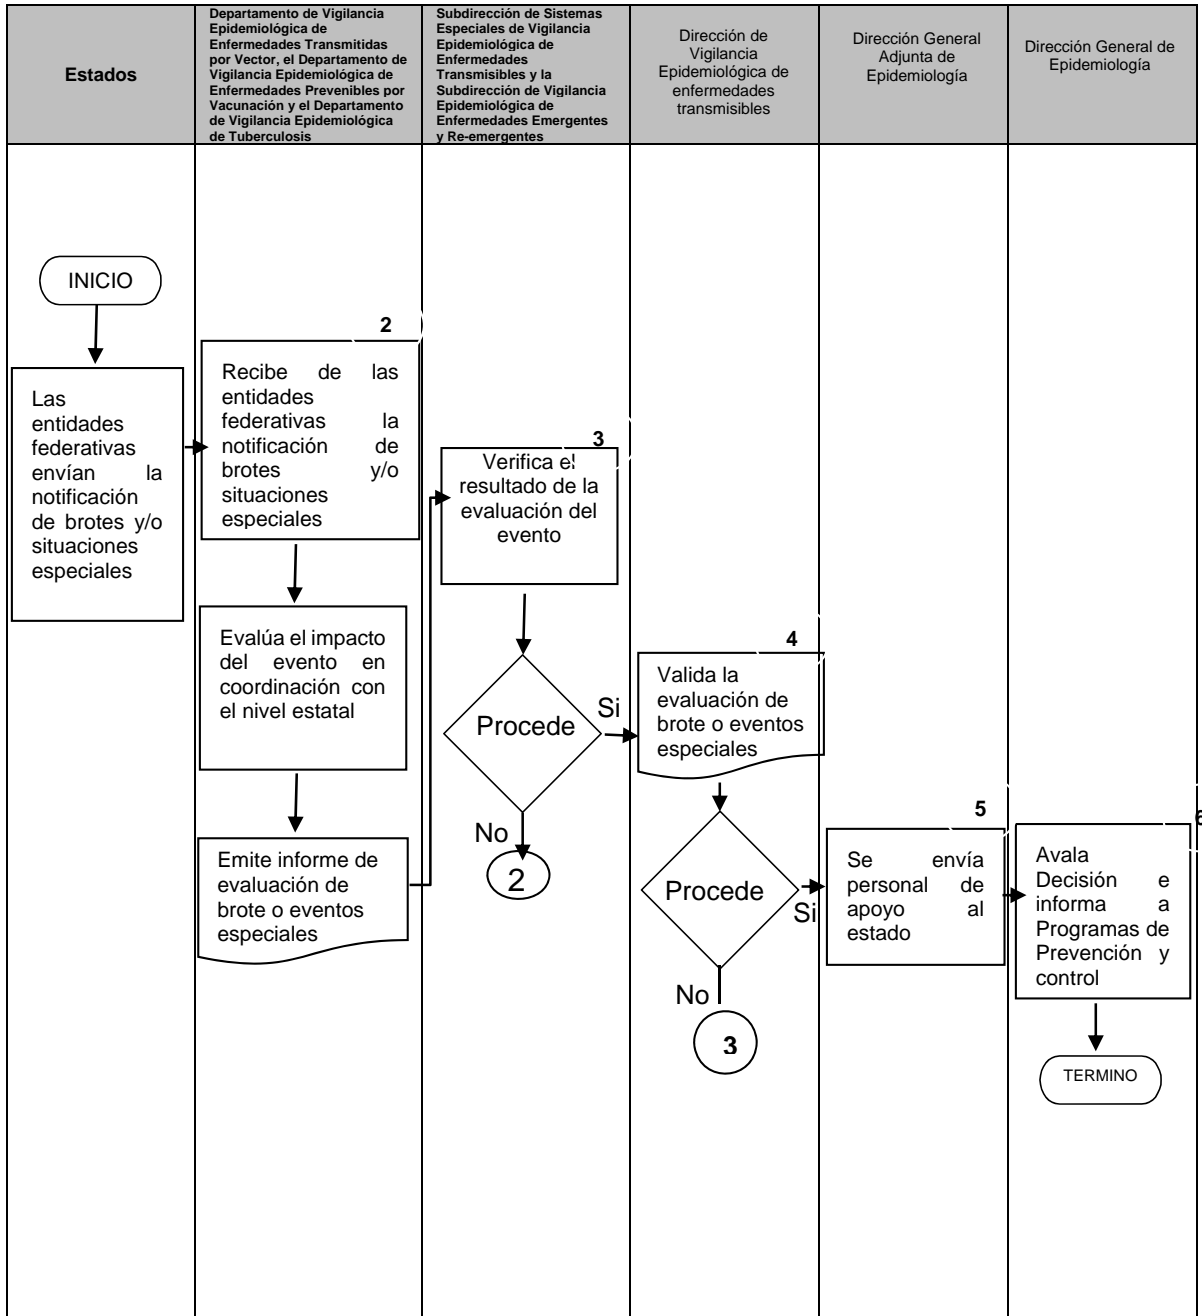 Estados
Departamento de Vigilancia
Epidemiológica de
Enfermedades Transmitidas
por Vector, el Departamento de
Vigilancia Epidemiológica de
Enfermedades Prevenibles por
Vacunación y el Departamento
de Vigilancia Epidemiológica
de Tuberculosis
Subdirección de Sistemas
Especiales de Vigilancia
Epidemiológica de
Enfermedades
Transmisibles y la
Subdirección de Vigilancia
Epidemiológica de
Enfermedades Emergentes
y Re-emergentes
Dirección de
Vigilancia
Epidemiológica de
enfermedades
transmisibles
Dirección General
Adjunta de
Epidemiología
Dirección General de
Epidemiología
INICIO
Las
entidades
federativas
envían la
notificación
de brotes y/o
situaciones
especiales
2
Recibe de las
entidades
federativas la
notificación de
brotes y/o
situaciones
especiales
Evalúa el impacto
del evento en
coordinación con
el nivel estatal
Emite informe de
evaluación de
brote o eventos
especiales
3
Verifica el
resultado de la
evaluación del
evento
Procede
Si
No
2
4
Valida la
evaluación de
brote o eventos
especiales
Procede
Si
No
3
5
Se envía
personal de
apoyo al
estado
6
Avala
Decisión e
informa a
Programas de
Prevención y
control
TERMINO